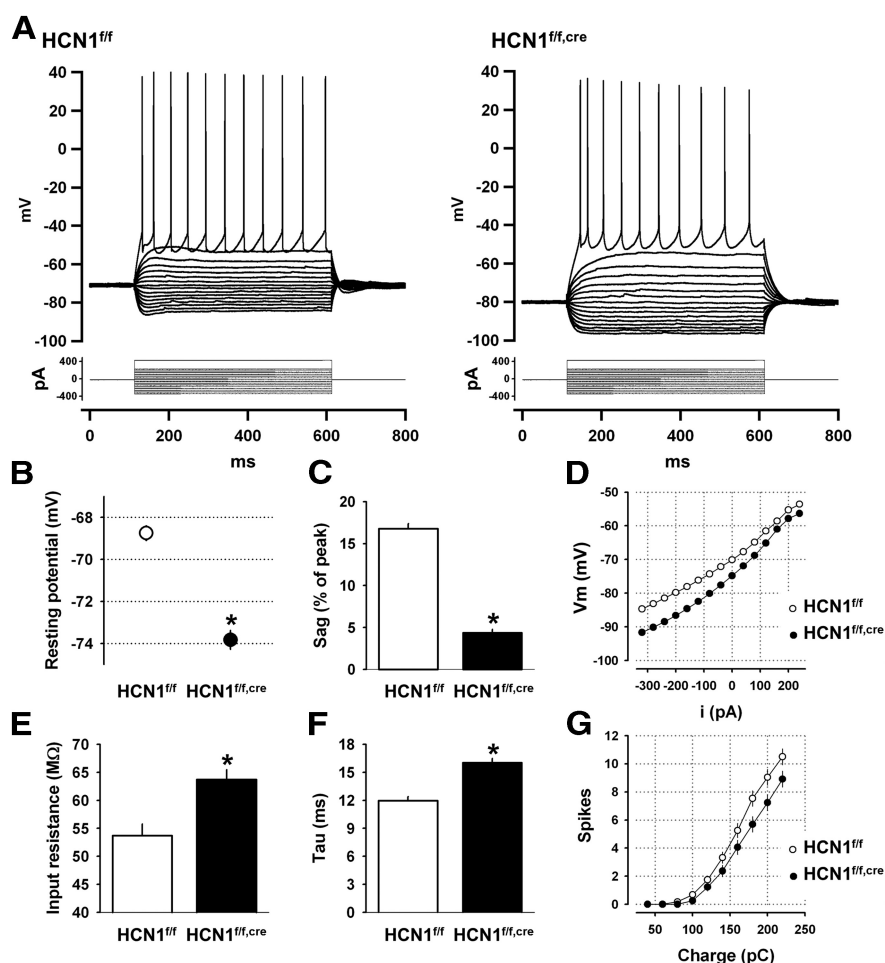 A
HCN1f/f
HCN1f/f,cre
40
20
0
-20
-40
-60
-80
-100
mV
400
0
-400
pA
0 200 400 600 800
ms
40
20
0
-20
-40
-60
-80
-100
mV
400
0
-400
pA
0 200 400 600 800
ms
B
Resting potential (mV)
-68
-70
-72
-74
*
HCN1f/f HCN1f/f,cre
C
Sag (% of peak)
20
15
10
5
0
*
HCN1f/f HCN1f/f,cre
D
Vm (mV)
-50
-60
-70
-80
-90
-100
HCN1f/f
HCN1f/f,cre
-300 -200 -100 0 100 200
i (pA)
E
Input resistance (MΩ)
70
65
60
55
50
45
40
*
HCN1f/f HCN1f/f,cre
F
Tau (ms)
18
15
12
9
6
3
0
*
HCN1f/f HCN1f/f,cre
G
Spikes
12
10
8
6
4
2
0
HCN1f/f
HCN1f/f,cre
50 100 150 200 250
Charge (pC)